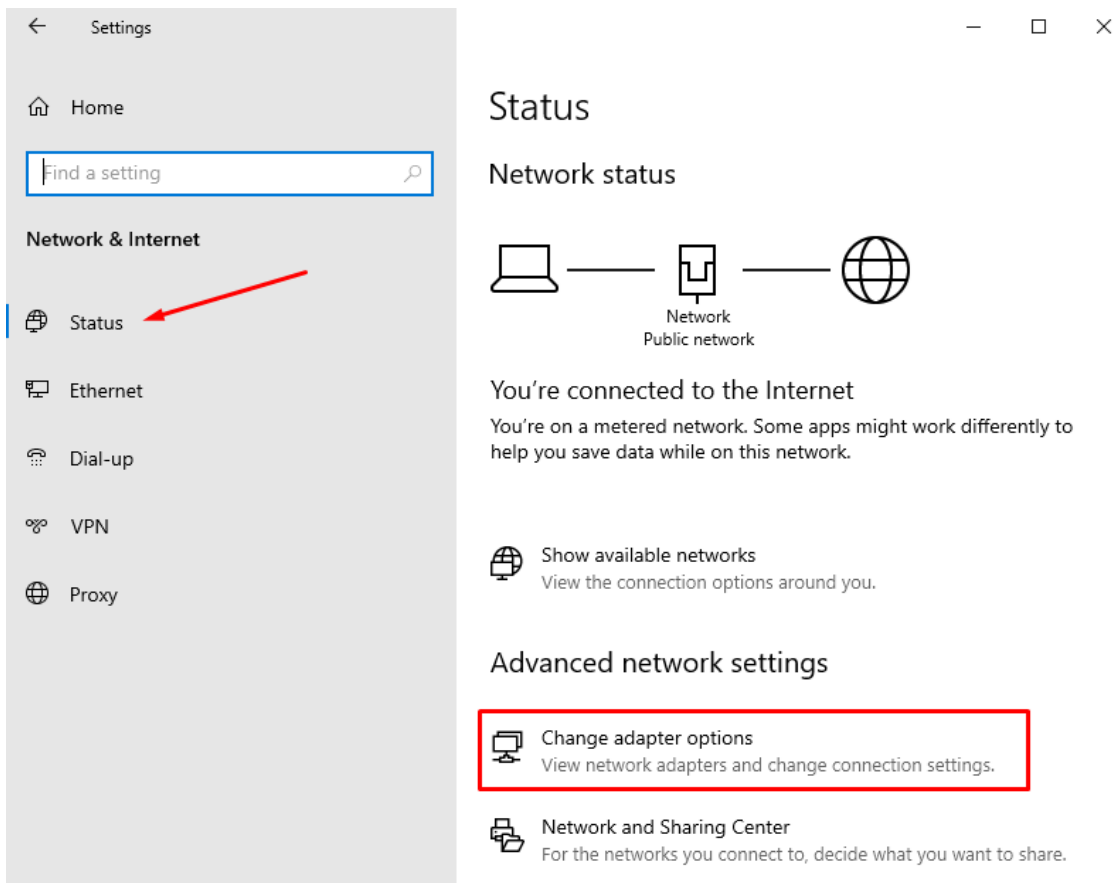 Settings
Home
Find a setting
Network & Internet
Status
Ethernet
Dial-up
VPN
Proxy
Status
Network status
Network
Public network
You're connected to the Internet
You're on a metered network. Some apps might work differently to
help you save data while on this network.
Show available networks
View the connection options around you.
Advanced network settings
Change adapter options
View network adapters and change connection settings.
Network and Sharing Center
For the networks you connect to, decide what you want to share.